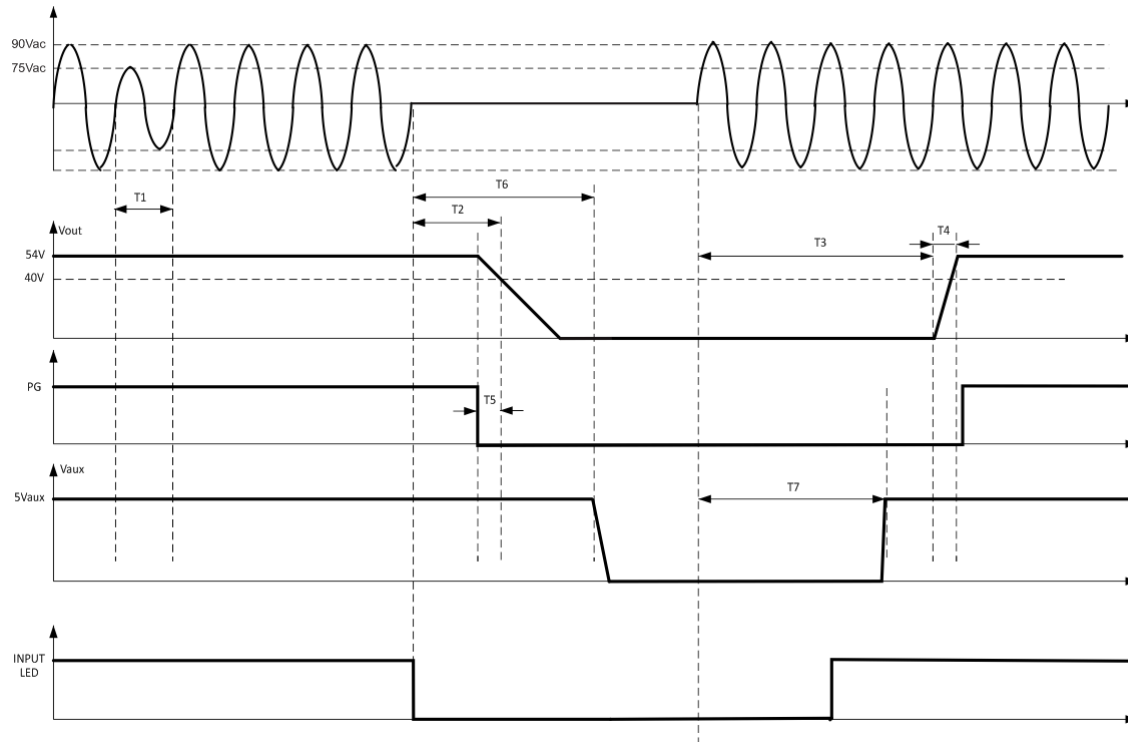 90Vac
75Vac
T1
T6
T2
Vout
54V
40V
T3
T4
PG
T5
Vaux
5Vaux
T7
INPUT
LED